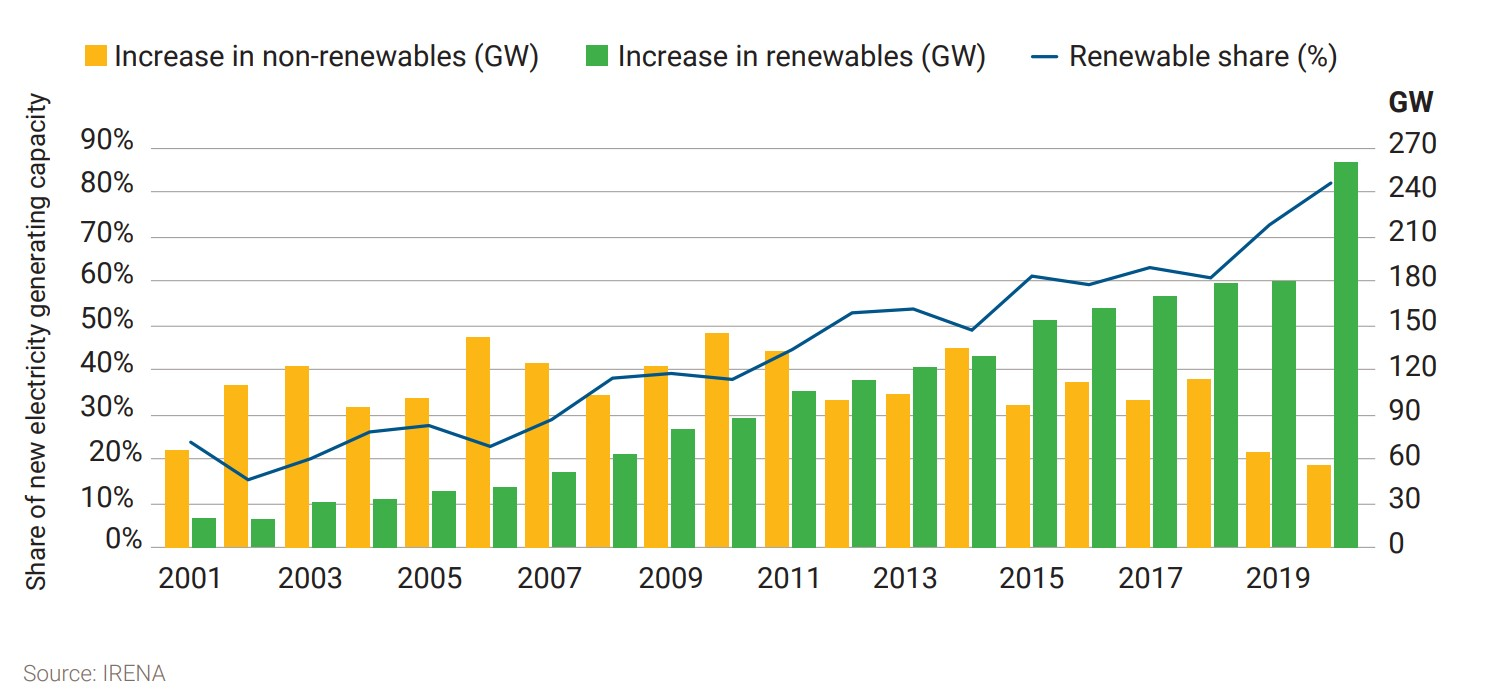 Increase in non-renewables (GW) Increase in renewables (GW) Renewable share (%)
Share of new electricity generating capacity
GW
90% 270
80% 240
70% 210
60% 180
50% 150
40% 120
30% 90
20% 60
10% 30
0% 0
2001 2003 2005 2007 2009 2011 2013 2015 2017 2019
Source: IRENA